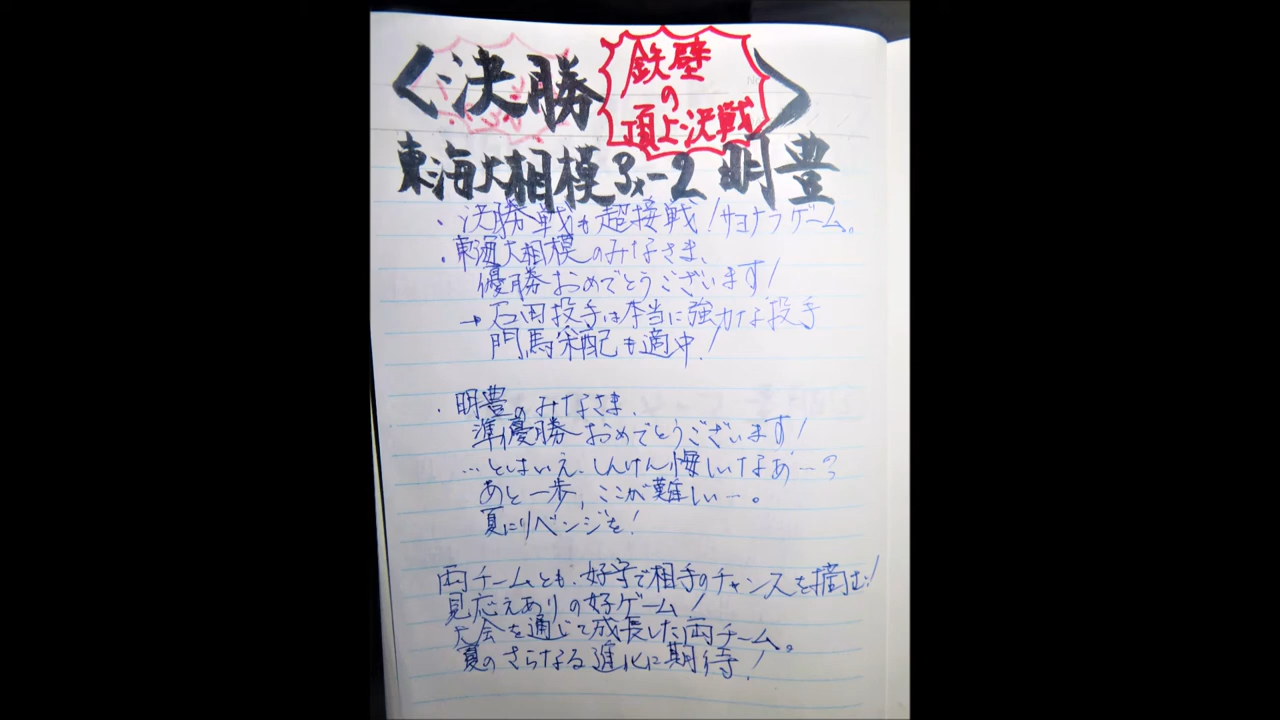 〈決勝 鉄壁の頂上決戦〉
東海大相模 3x-2 明豊
・決勝戦も超接戦!サヨナラゲーム。
・東海大相模のみなさま、
優勝おめでとうございます!
→石田投手は本当に強力な投手
門馬采配も適中!
・明豊のみなさま、
準優勝おめでとうございます!
…とはいえ、しんけん悔しいなぁ…?
あと一歩、ここが難しい…。
夏にリベンジを!
両チームとも、好守で相手のチャンスを摘む!
見応えありの好ゲーム!
大会を通じて成長した両チーム。
夏のさらなる進化に期待!